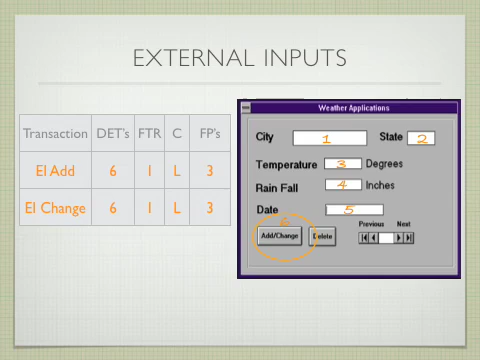 EXTERNAL INPUTS
Transaction DET's FTR C FP's
EI Add 6 1 L 3
EI Change 6 1 L 3
Weather Applications
City 1 State 2
Temperature 3 Degrees
Rain Fall 4 Inches
Date 5
6
Previous Next
Add/Change Delete